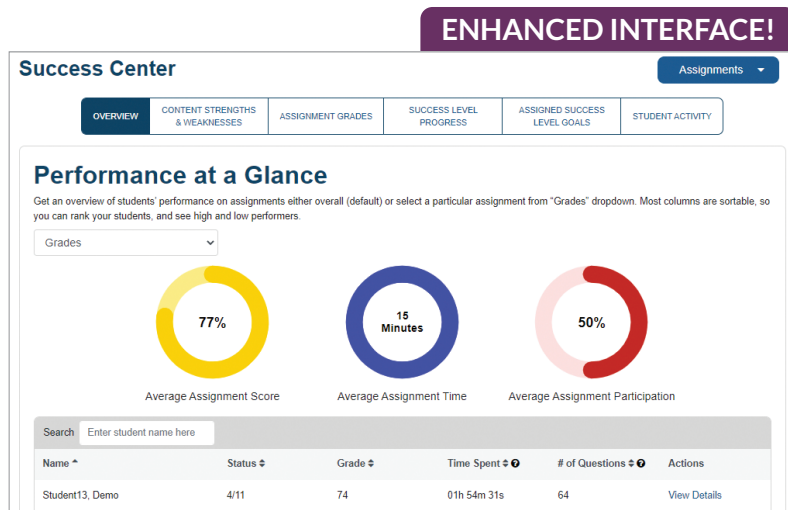 ENHANCED INTERFACE!
Success Center
Assignments
OVERVIEW
CONTENT STRENGTHS
& WEAKNESSES
ASSIGNMENT GRADES
SUCCESS LEVEL
PROGRESS
ASSIGNED SUCCESS
LEVEL GOALS
STUDENT ACTIVITY
Performance at a Glance
Get an overview of students' performance on assignments either overall (default) or select a particular assignment from "Grades" dropdown. Most columns are sortable, so
you can rank your students, and see high and low performers.
Grades
77%
15
Minutes
50%
Average Assignment Score
Average Assignment Time
Average Assignment Participation
Search Enter student name here
Name Status Grade Time Spent # of Questions Actions
Student13, Demo 4/11 74 01h 54m 31s 64 View Details